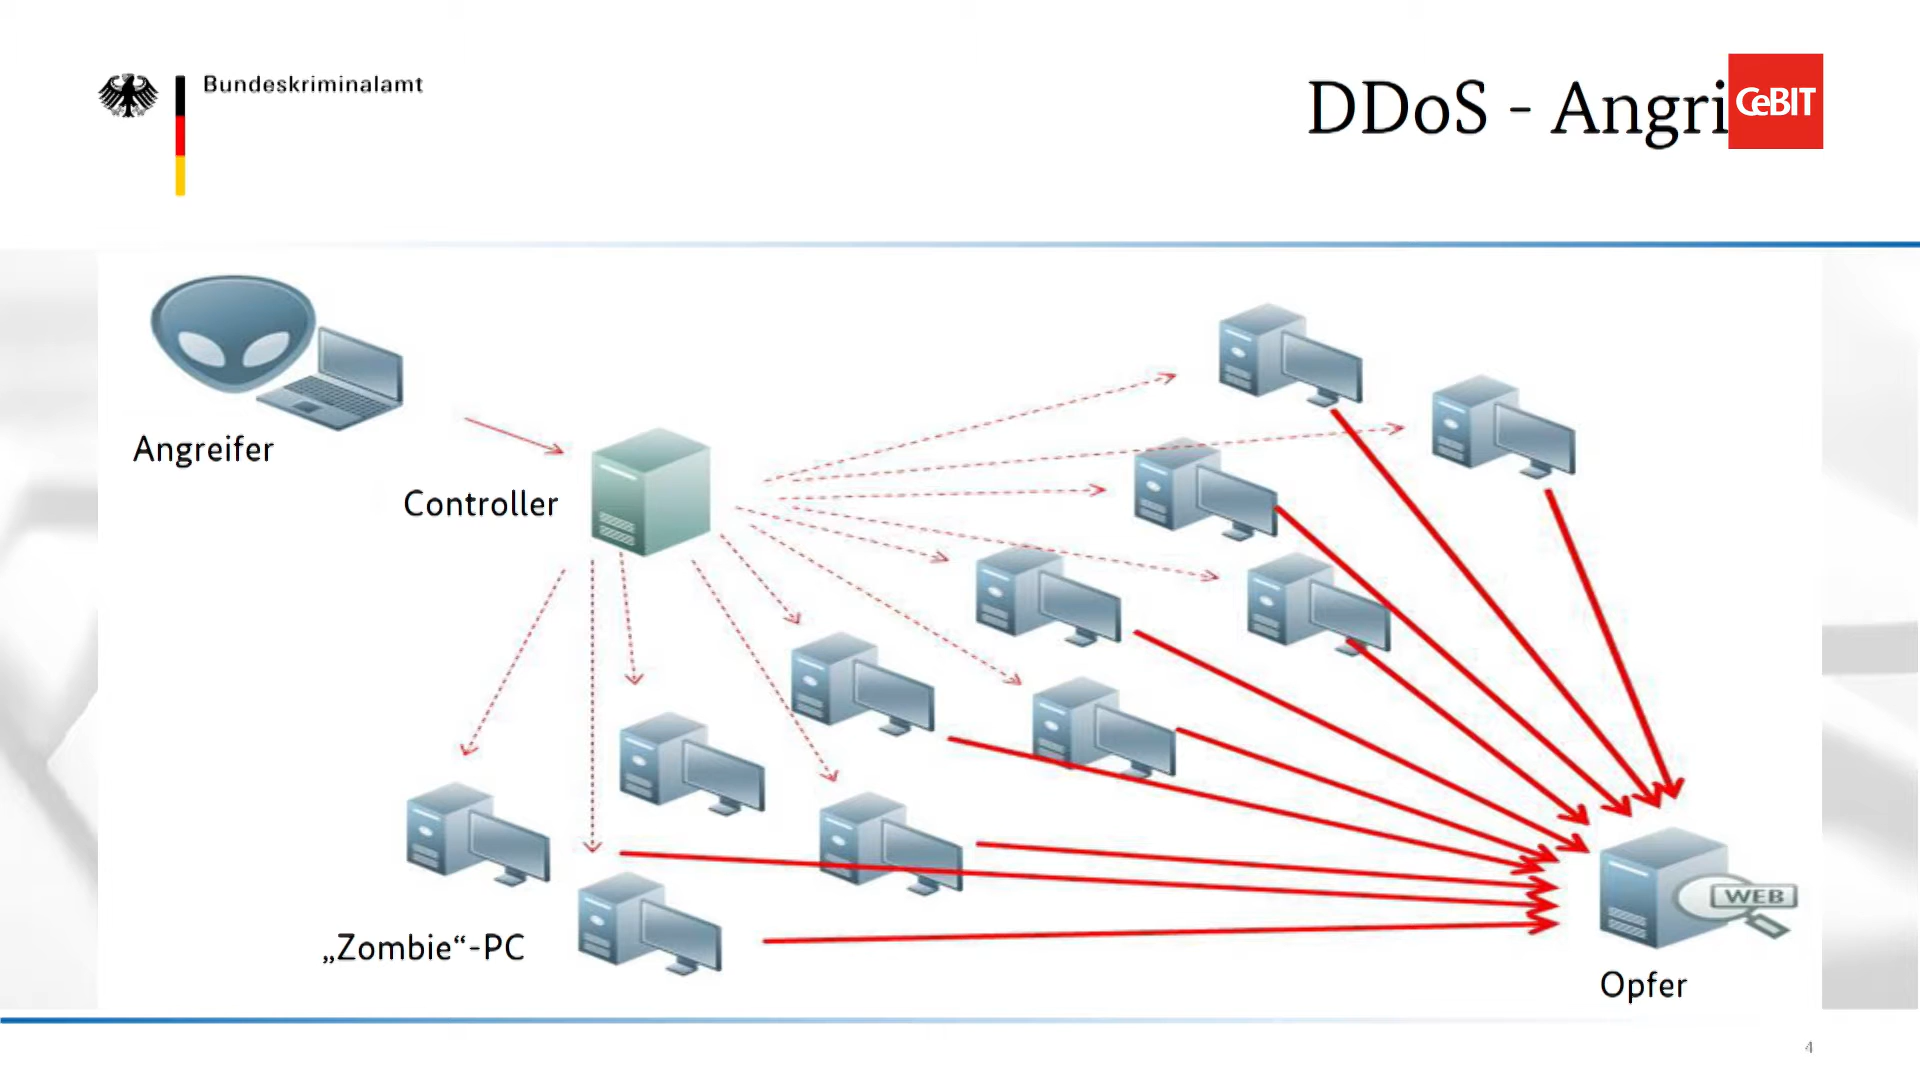 Bundeskriminalamt
DDoS - Angri
CeBIT
Angreifer
Controller
WEB
„Zombie“-PC
Opfer
4